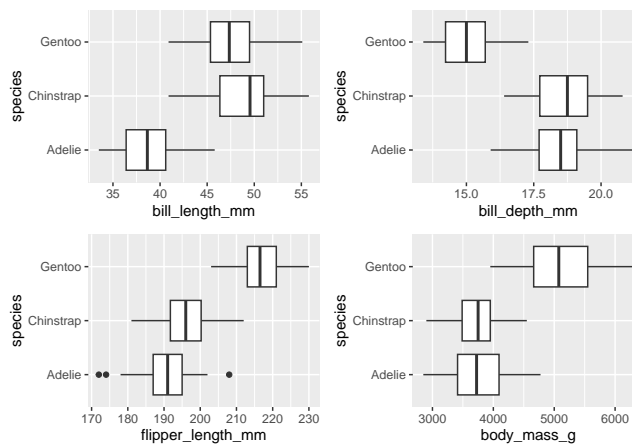 Gentoo
Chinstrap
Adelie
species
35 40 45 50 55
bill_length_mm
Gentoo
Chinstrap
Adelie
species
15.0 17.5 20.0
bill_depth_mm
Gentoo
Chinstrap
Adelie
species
170 180 190 200 210 220 230
flipper_length_mm
Gentoo
Chinstrap
Adelie
species
3000 4000 5000 6000
body_mass_g